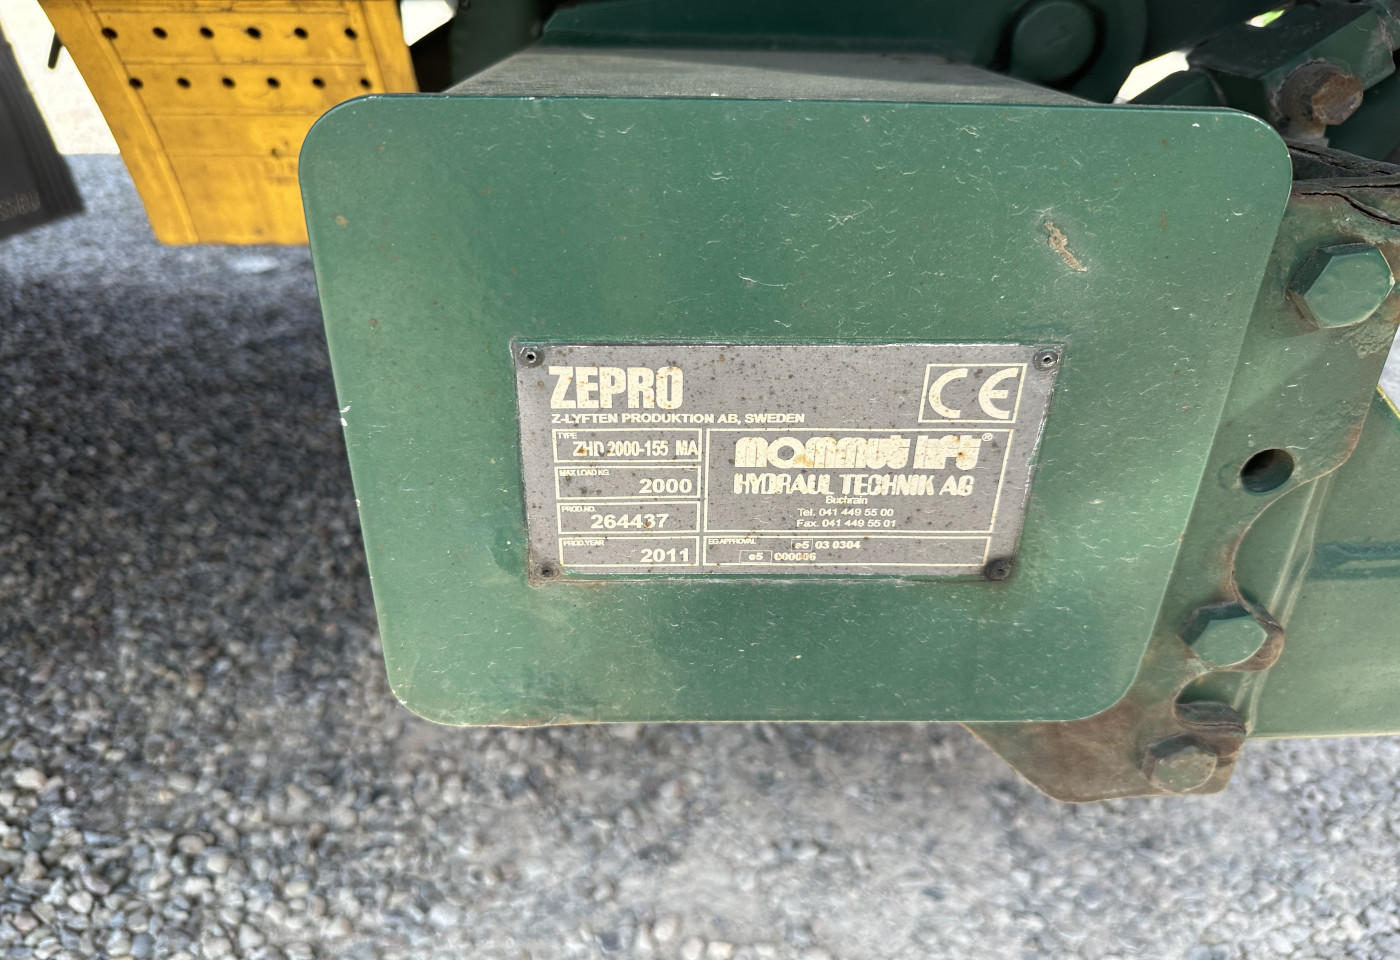 ZEPRO
CE
Z-LYFTEN PRODUKTION AB, SWEDEN
TYPE
ZHD 2000-155 MA
MAX LOAD KG
2000
PROD.NO.
264437
PROD.YEAR
2011
mammut lift®
HYDRAUL TECHNIK AG
Buchrain
Tel. 041 449 55 00
Fax. 041 449 55 01
EG APPROVAL
e5 03 0304
e5 000006